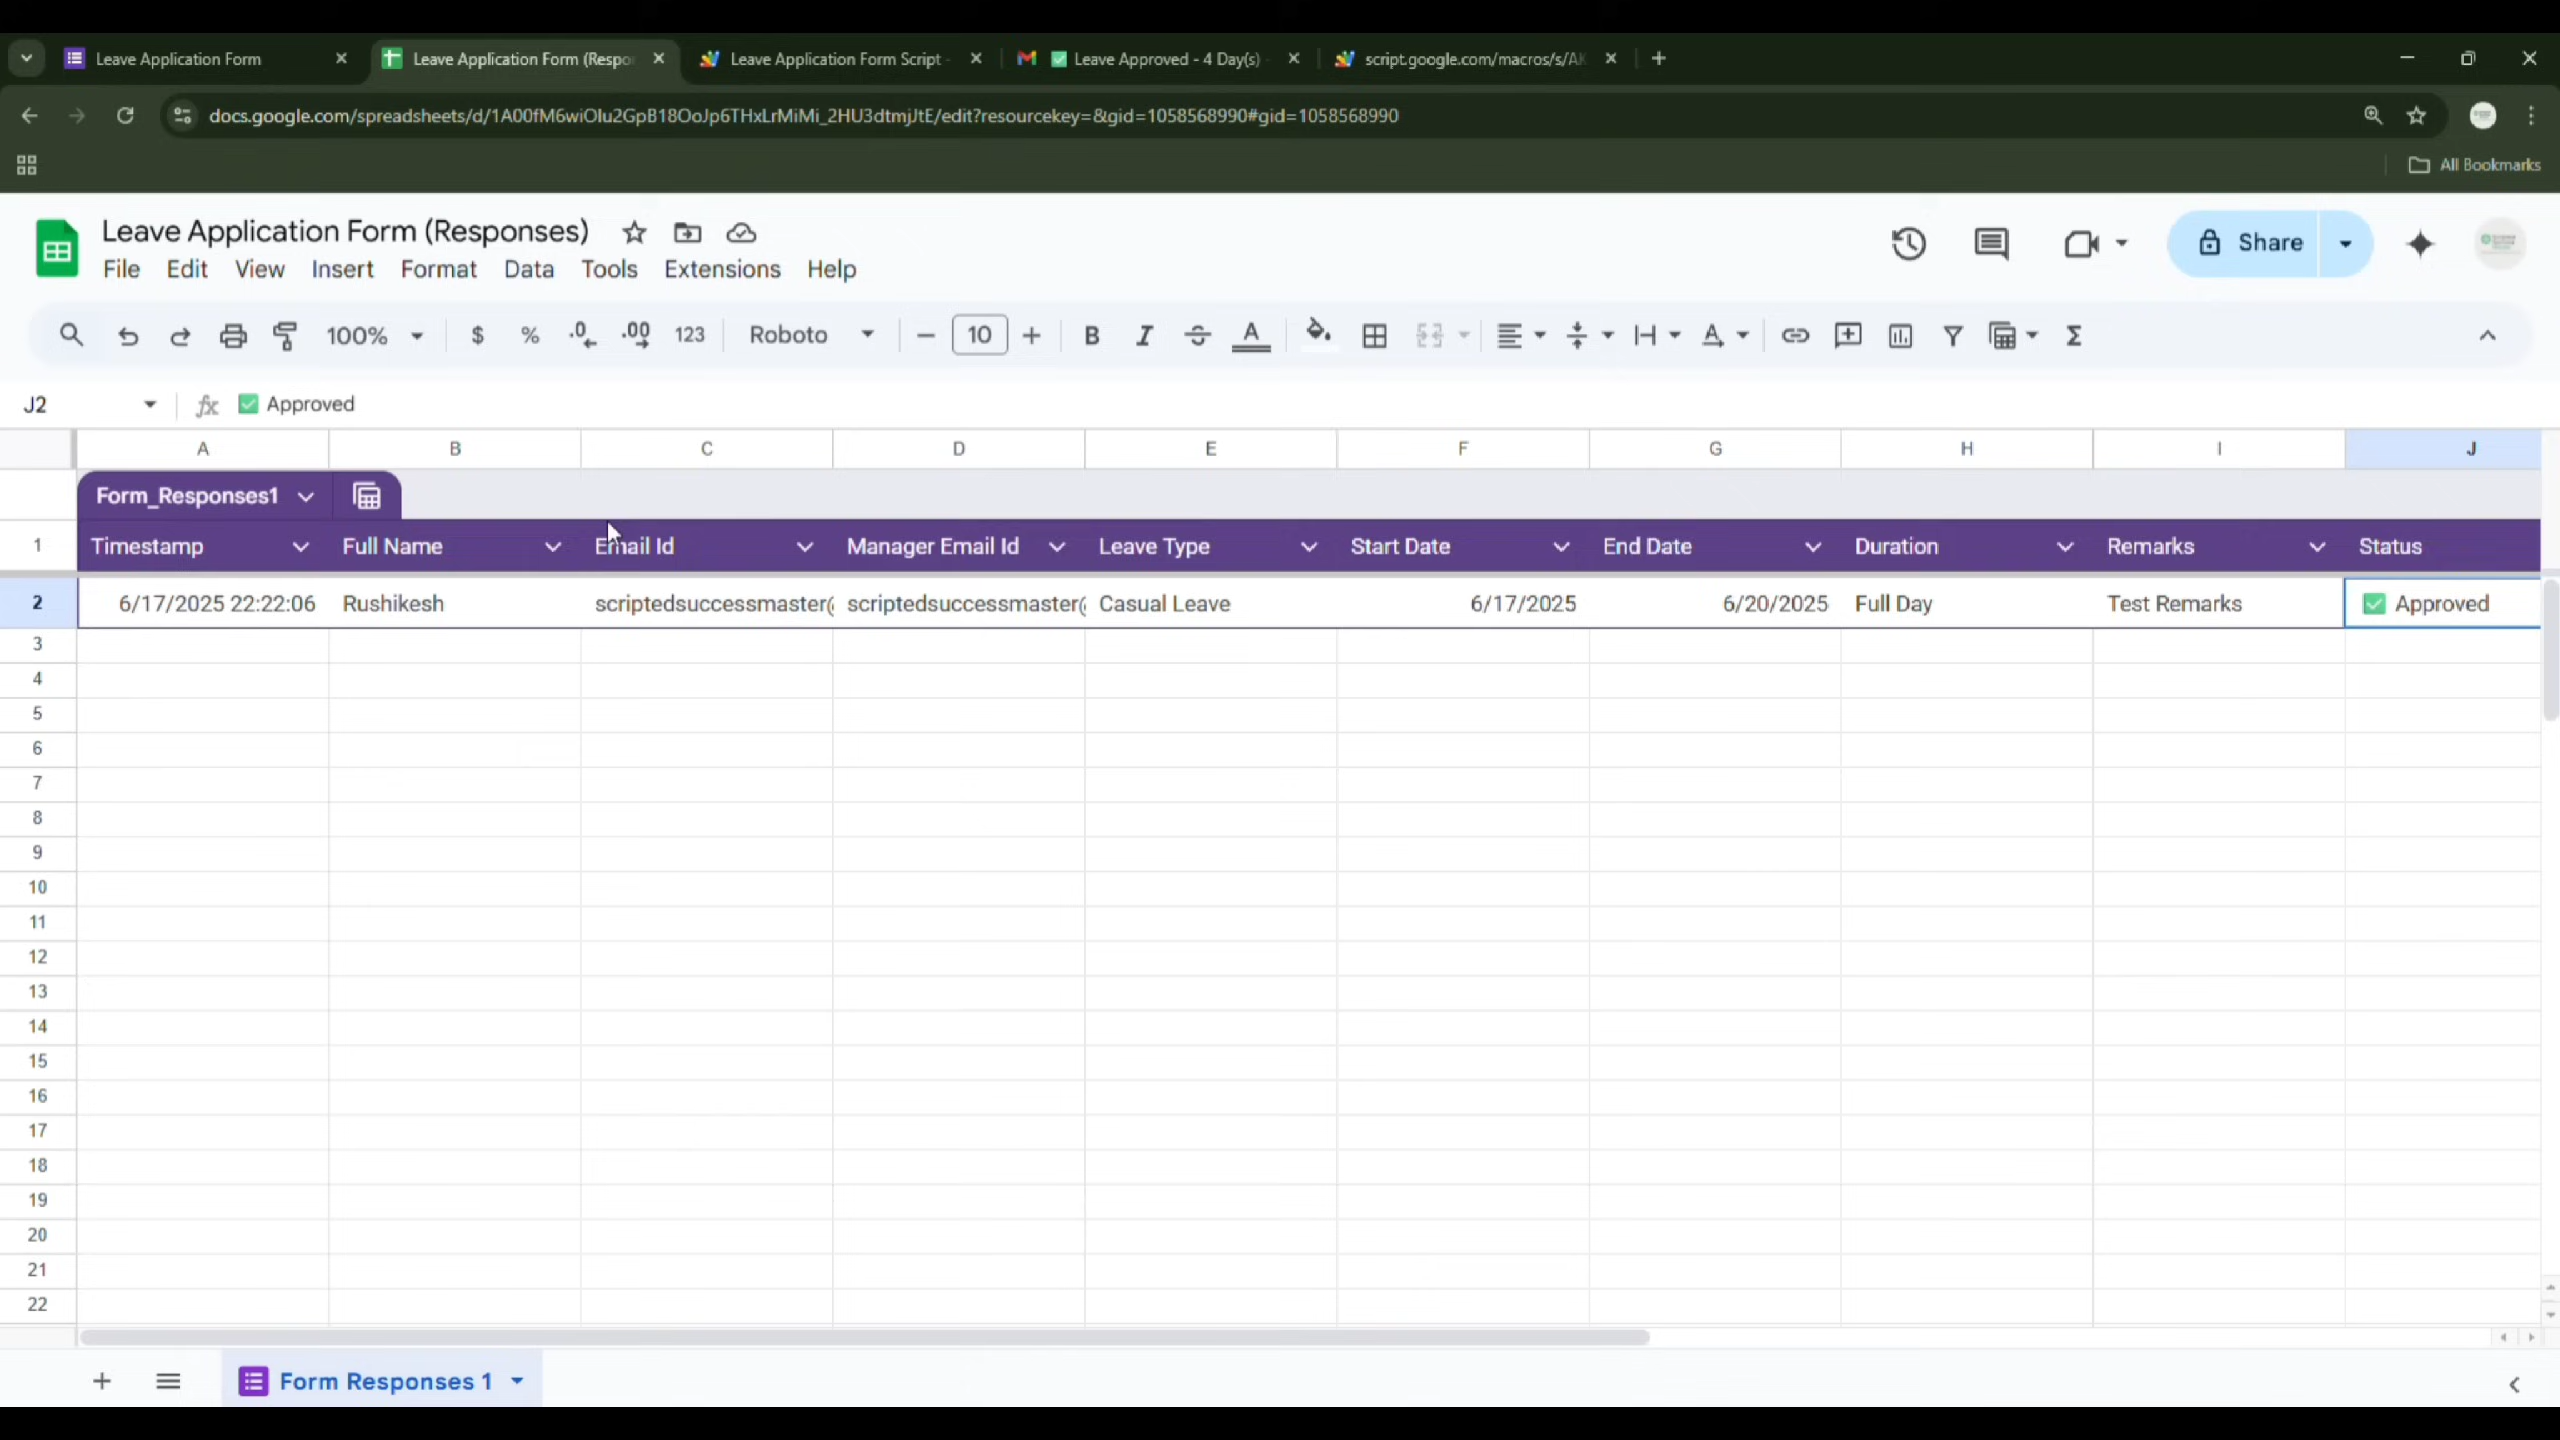 Leave Application Form
Leave Application Form (Respo
Leave Application Form Script -
✅ Leave Approved - 4 Day(s)
script.google.com/macros/s/AK
docs.google.com/spreadsheets/d/1A00fM6wiOlu2GpB18OoJp6THxLrMiMi_2HU3dtmjJtE/edit?resourcekey=&gid=1058568990#gid=1058568990
All Bookmarks
Leave Application Form (Responses)
File Edit View Insert Format Data Tools Extensions Help
Share
100% $ % .0 .00 123 Roboto 10 B I A
J2 fx ✅ Approved
A B C D E F G H I J
Form_Responses1
1 Timestamp Full Name Email Id Manager Email Id Leave Type Start Date End Date Duration Remarks Status
2 6/17/2025 22:22:06 Rushikesh scriptedsuccessmaster( scriptedsuccessmaster( Casual Leave 6/17/2025 6/20/2025 Full Day Test Remarks ✅ Approved
3
4
5
6
7
8
9
10
11
12
13
14
15
16
17
18
19
20
21
22
Form Responses 1